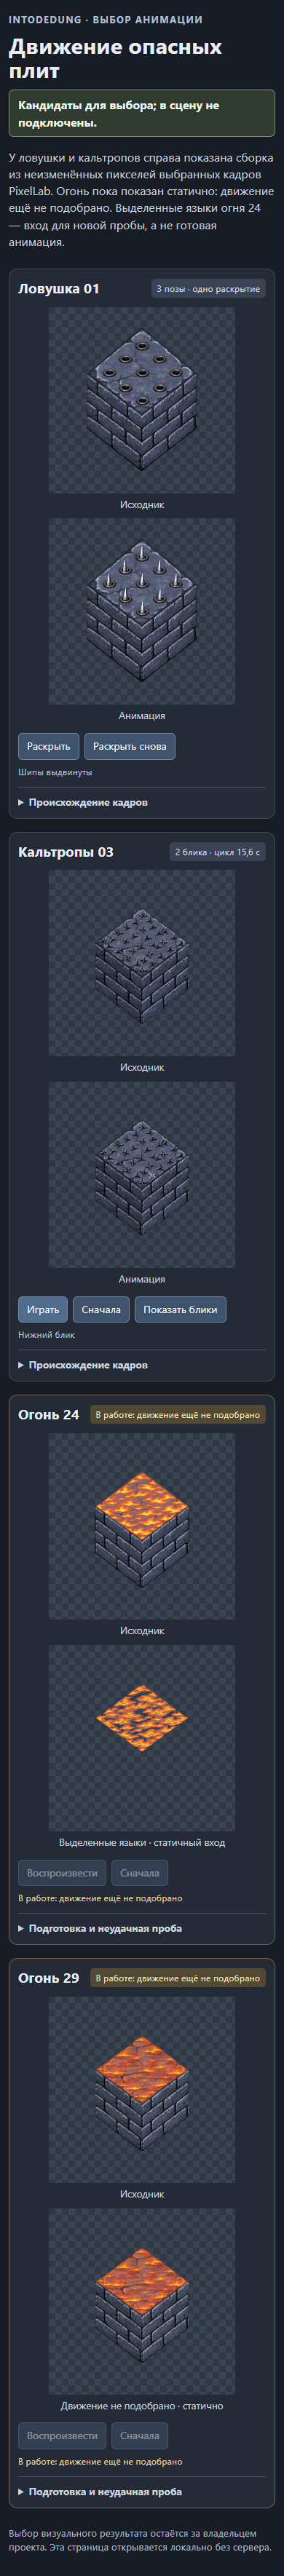 INTODEDUNG · ВЫБОР АНИМАЦИИ
Движение опасных
плит
Кандидаты для выбора; в сцену не
подключены.
У ловушки и кальтропов справа показана сборка
из неизменённых пикселей выбранных кадров
PixelLab. Огонь пока показан статично: движение
ещё не подобрано. Выделенные языки огня 24
— вход для новой пробы, а не готовая
анимация.
Ловушка 01
3 позы · одно раскрытие
Исходник
Анимация
Раскрыть
Раскрыть снова
Шипы выдвинуты
Происхождение кадров
Кальтропы 03
2 блика · цикл 15,6 с
Исходник
Анимация
Играть
Сначала
Показать блики
Нижний блик
Происхождение кадров
Огонь 24
В работе: движение ещё не подобрано
Исходник
Выделенные языки · статичный вход
Воспроизвести
Сначала
В работе: движение ещё не подобрано
Подготовка и неудачная проба
Огонь 29
В работе: движение ещё не подобрано
Исходник
Движение не подобрано · статично
Воспроизвести
Сначала
В работе: движение ещё не подобрано
Подготовка и неудачная проба
Выбор визуального результата остаётся за владельцем
проекта. Эта страница открывается локально без сервера.